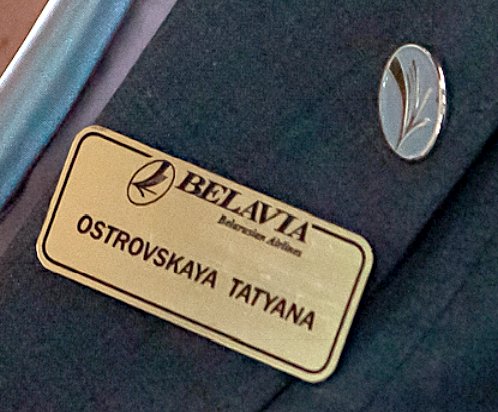 BELAVIA
Belarusian Airlines
OSTROVSKAYA TATYANA